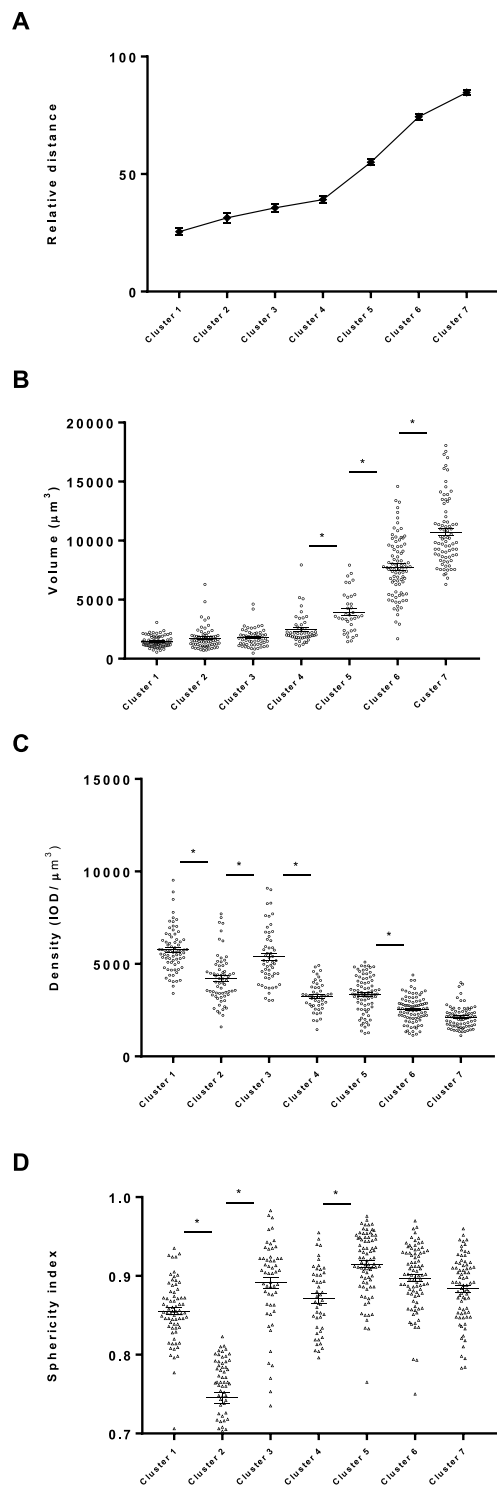 A
100
50
0
Relative distance
Cluster 1
Cluster 2
Cluster 3
Cluster 4
Cluster 5
Cluster 6
Cluster 7
B
20000
15000
10000
5000
0
Volume (μm³)
*
*
*
Cluster 1
Cluster 2
Cluster 3
Cluster 4
Cluster 5
Cluster 6
Custer 7
C
15000
10000
5000
0
Density (IOD/μm³)
*
*
*
*
Cluster 1
Cluster 2
Cluster 3
Cluster 4
Cluster 5
Cluster 6
Cluster 7
D
1.0
0.9
0.8
0.7
Sphericity index
*
*
*
Cluster 1
Cluster 2
Cluster 3
Cluster 4
Cluster 5
Cluster 6
Cluster 7